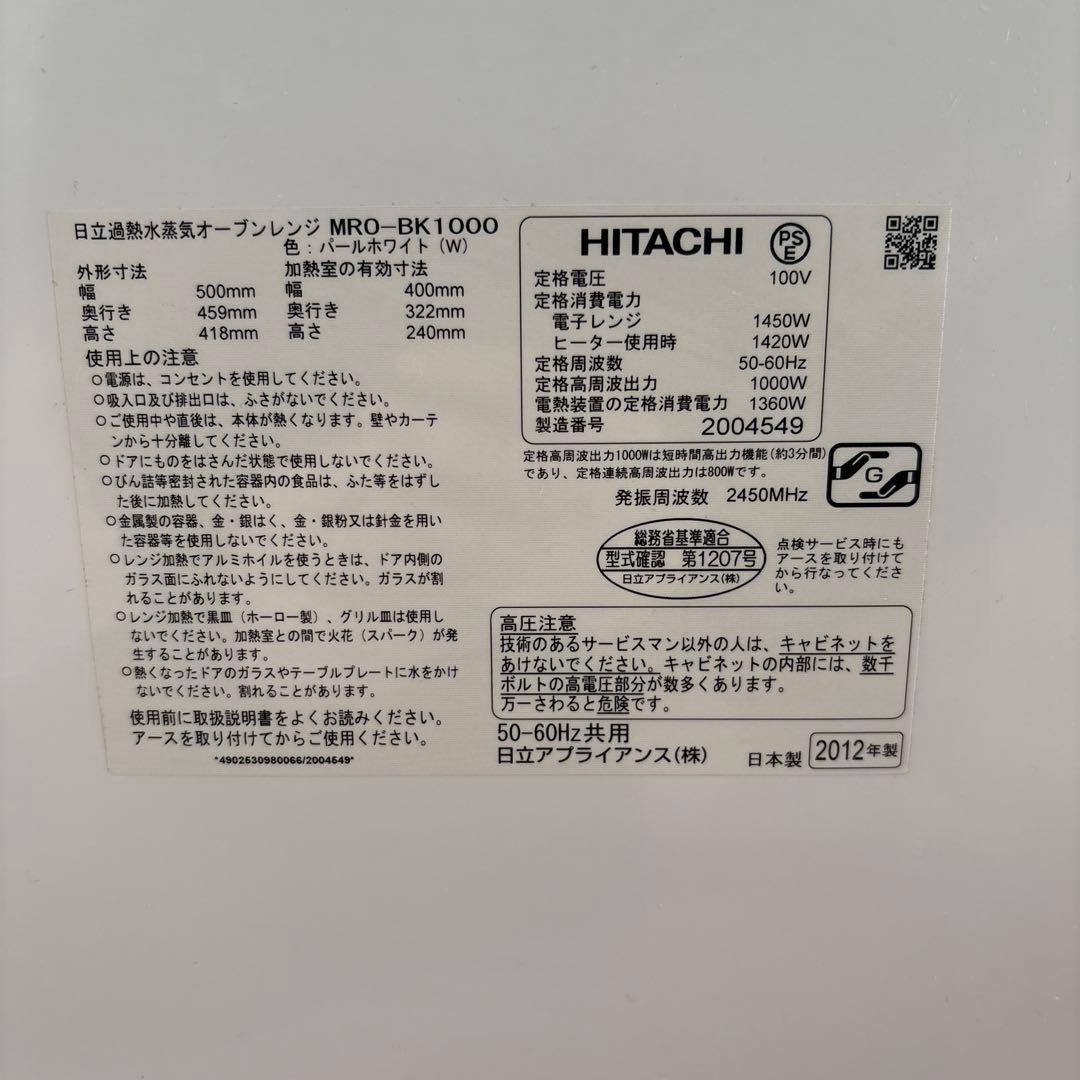 日立過熱水蒸気オーブンレンジ MRO-BK1000
色：パールホワイト（W）
外形寸法
幅 500mm
奥行き 459mm
高さ 418mm
加熱室の有効寸法
幅 400mm
奥行き 322mm
高さ 240mm
使用上の注意
○電源は、コンセントを使用してください。
○吸入口及び排出口は、ふさがないでください。
○ご使用中や直後は、本体が熱くなります。壁やカーテ
ンから十分離してください。
○ドアにものをはさんだ状態で使用しないでください。
○びん詰等密封された容器内の食品は、ふた等をはずし
た後に加熱してください。
○金属製の容器、金・銀はく、金・銀粉又は針金を用い
た容器等を使用しないでください。
○レンジ加熱でアルミホイルを使うときは、ドア内側の
ガラス面にふれないようにしてください。ガラスが割
れることがあります。
○レンジ加熱で黒皿（ホーロー製）、グリル皿は使用し
ないでください。加熱室との間で火花（スパーク）が発
生することがあります。
○熱くなったドアのガラスやテーブルプレートに水をかけ
ないでください。割れることがあります。
使用前に取扱説明書をよくお読みください。
アースを取り付けてからご使用ください。
*4902530980066/2004549*
HITACHI PSE
定格電圧 100V
定格消費電力
電子レンジ 1450W
ヒーター使用時 1420W
定格周波数 50-60Hz
定格高周波出力 1000W
電熱装置の定格消費電力 1360W
製造番号 2004549
定格高周波出力1000Wは短時間高出力機能（約3分間）
であり、定格連続高周波出力は800Wです。
発振周波数 2450MHz
G
総務省基準適合
型式確認 第1207号
日立アプライアンス（株）
点検サービス時にも
アースを取り付けて
から行なってくださ
い。
高圧注意
技術のあるサービスマン以外の人は、キャビネットを
あけないでください。キャビネットの内部には、数千
ボルトの高電圧部分が数多くあります。
万一さわると危険です。
50-60Hz共用
日立アプライアンス（株）
日本製 2012年製